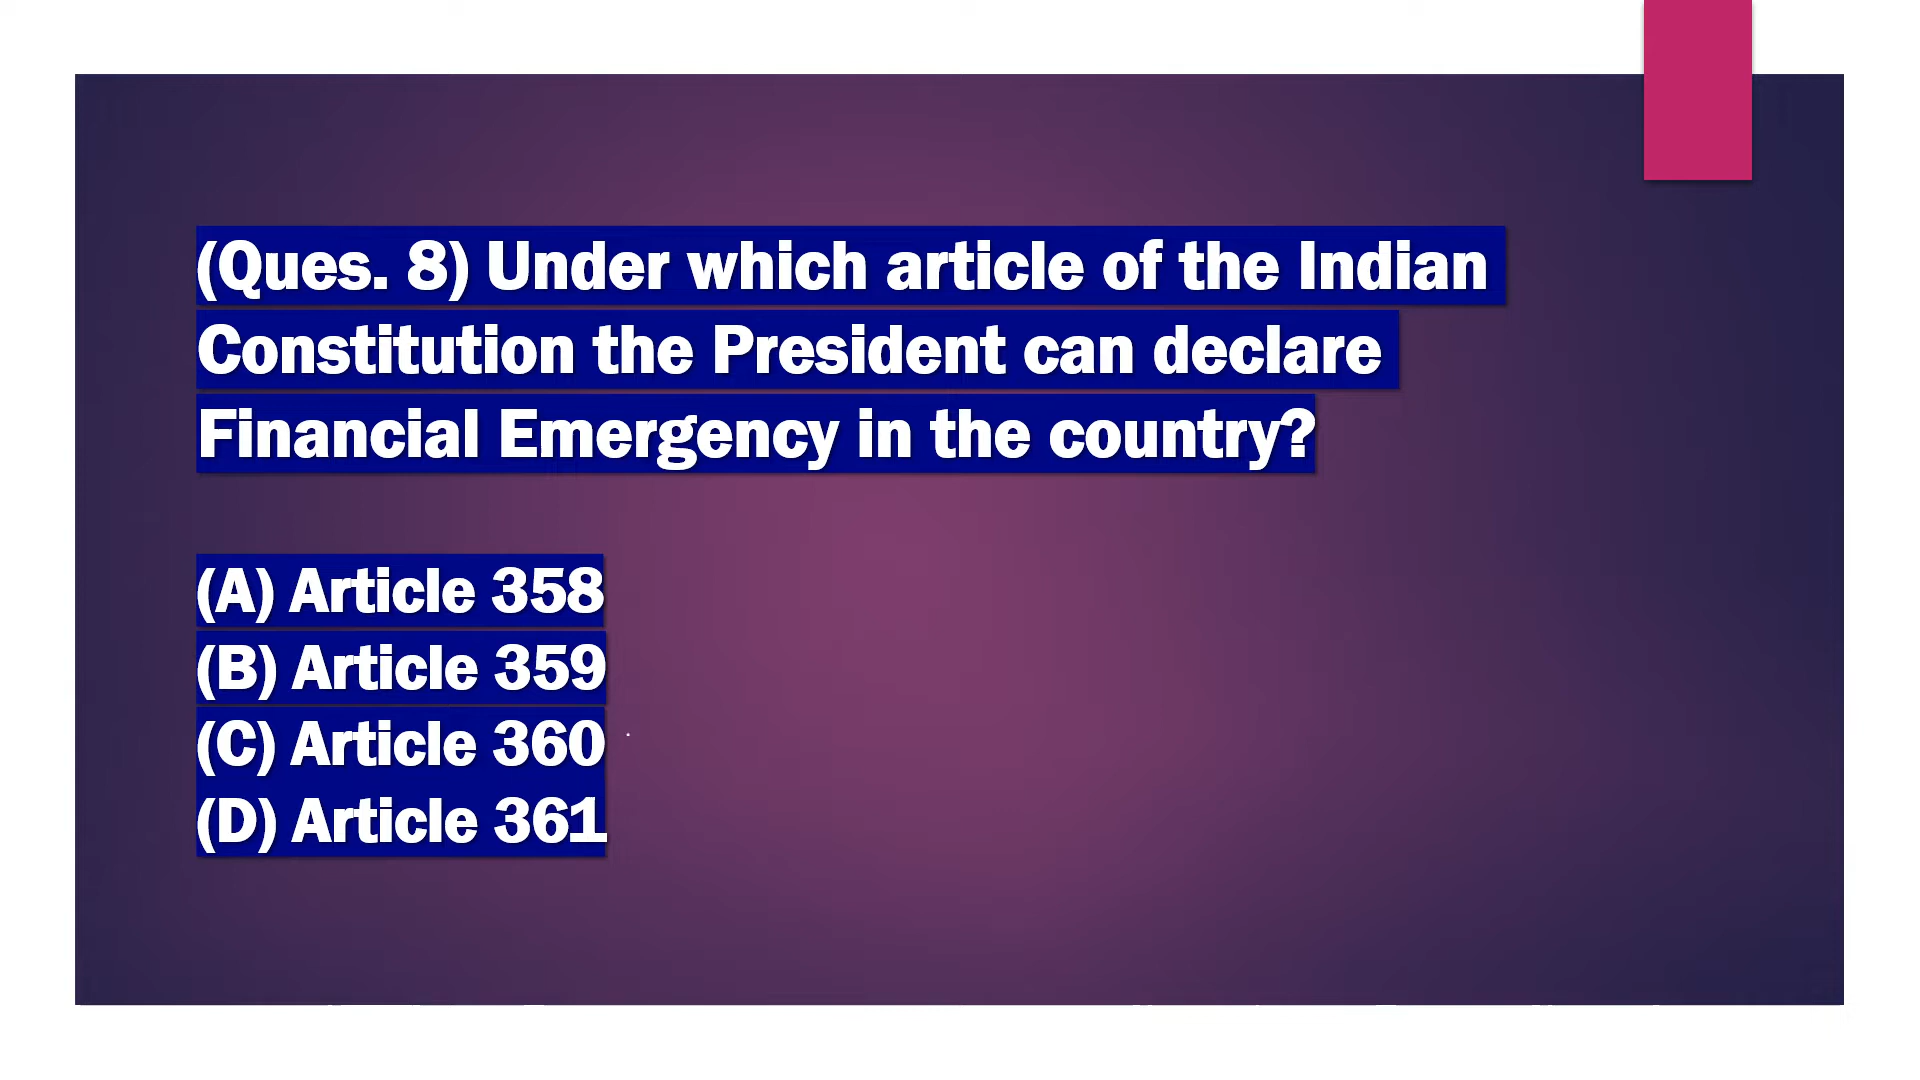 (Ques. 8) Under which article of the Indian
Constitution the President can declare
Financial Emergency in the country?
(A) Article 358
(B) Article 359
(C) Article 360
(D) Article 361